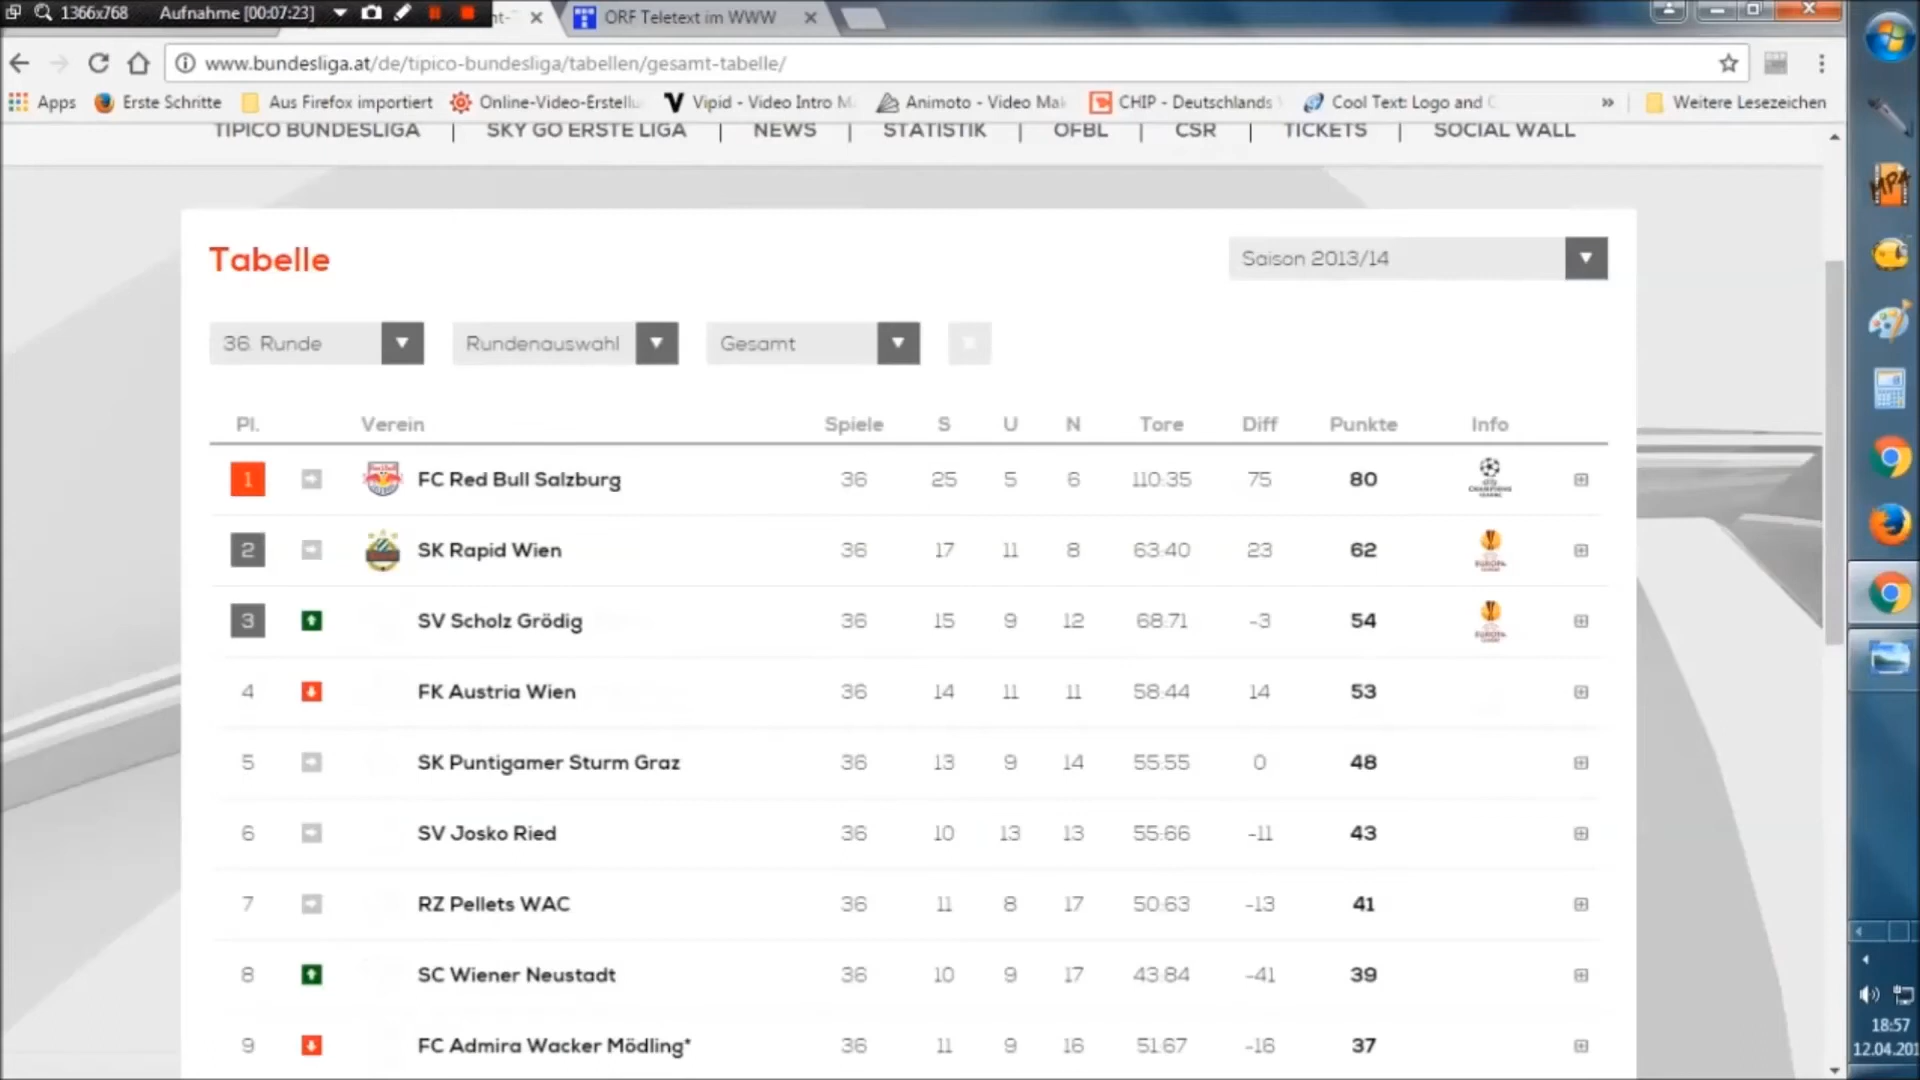 1366x768 Aufnahme [00:07:23] nt- ORF Teletext im WWW
www.bundesliga.at/de/tipico-bundesliga/tabellen/gesamt-tabelle/
Apps Erste Schritte Aus Firefox importiert Online-Video-Erstellu Vipid - Video Intro M Animoto - Video Mak CHIP - Deutschlands Cool Text: Logo and » Weitere Lesezeichen
TIPICO BUNDESLIGA | SKY GO ERSTE LIGA | NEWS | STATISTIK | ÖFBL | CSR | TICKETS | SOCIAL WALL
Tabelle Saison 2013/14
36. Runde Rundenauswahl Gesamt
Pl. Verein Spiele S U N Tore Diff Punkte Info
1 FC Red Bull Salzburg 36 25 5 6 110:35 75 80
2 SK Rapid Wien 36 17 11 8 63:40 23 62
3 SV Scholz Grödig 36 15 9 12 68:71 -3 54
4 FK Austria Wien 36 14 11 11 58:44 14 53
5 SK Puntigamer Sturm Graz 36 13 9 14 55:55 0 48
6 SV Josko Ried 36 10 13 13 55:66 -11 43
7 RZ Pellets WAC 36 11 8 17 50:63 -13 41
8 SC Wiener Neustadt 36 10 9 17 43:84 -41 39
9 FC Admira Wacker Mödling* 36 11 9 16 51:67 -16 37
MP4
18:57
12.04.201